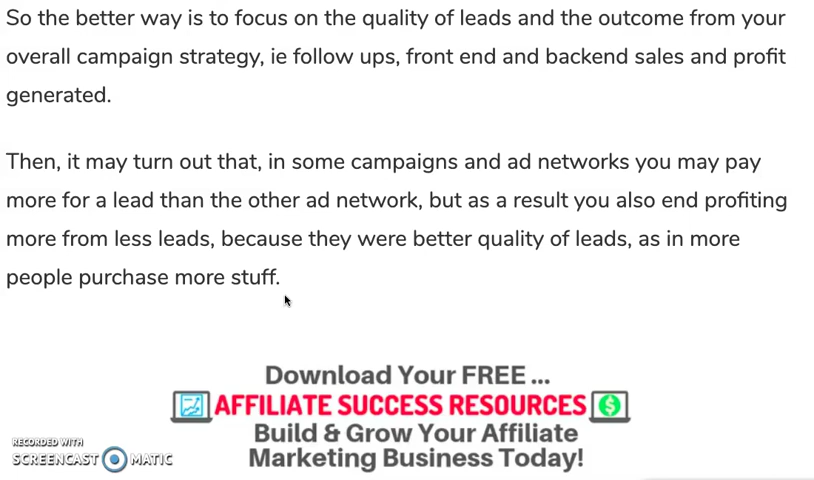 So the better way is to focus on the quality of leads and the outcome from your
overall campaign strategy, ie follow ups, front end and backend sales and profit
generated.
Then, it may turn out that, in some campaigns and ad networks you may pay
more for a lead than the other ad network, but as a result you also end profiting
more from less leads, because they were better quality of leads, as in more
people purchase more stuff.
Download Your FREE ...
AFFILIATE SUCCESS RESOURCES
Build & Grow Your Affiliate
Marketing Business Today!
RECORDED WITH
SCREENCAST MATIC